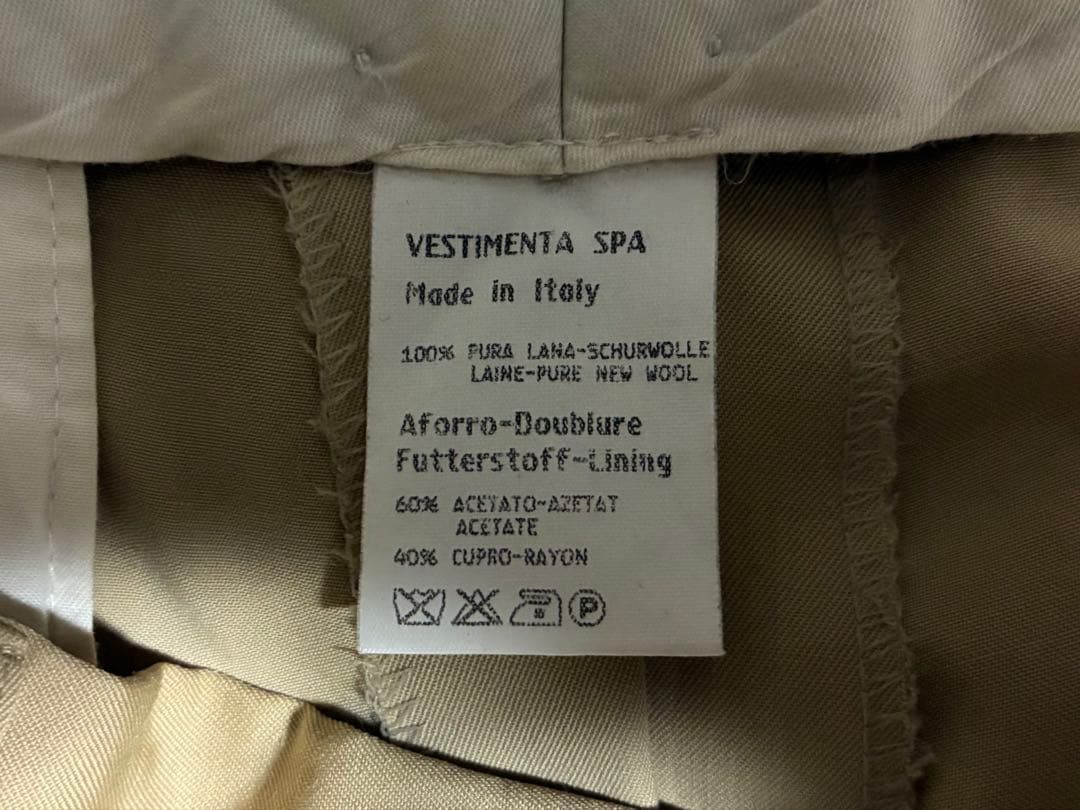 VESTIMENTA SPA
Made in Italy
100% PURA LANA-SCHURWOLLE
LAINE-PURE NEW WOOL
Aforro-Doublure
Futterstoff-Lining
60% ACETATO-AZETAT
ACETATE
40% CUPRO-RAYON
P